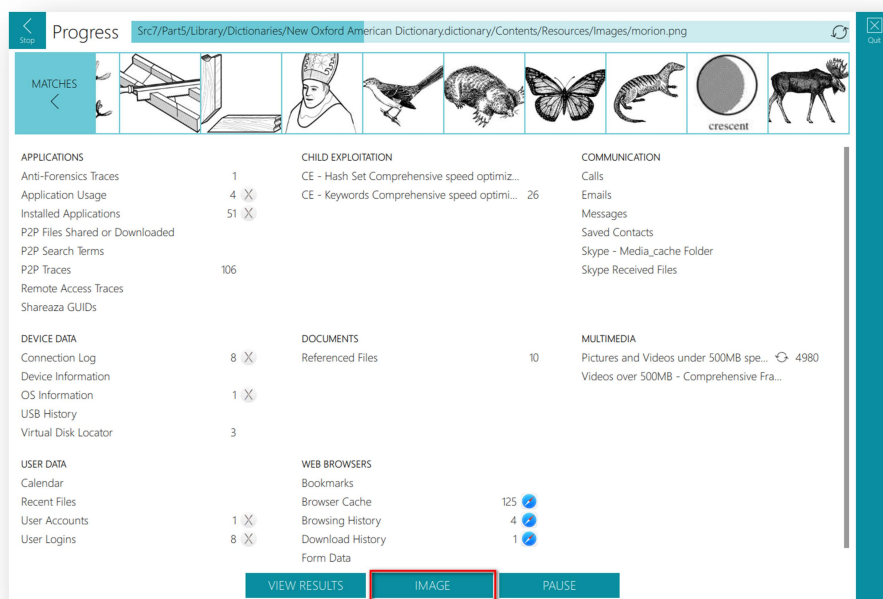 Stop
Progress
Src7/Part5/Library/Dictionaries/New Oxford American Dictionary.dictionary/Contents/Resources/Images/morion.png
Quit
MATCHES
crescent
APPLICATIONS
Anti-Forensics Traces 1
Application Usage 4
Installed Applications 51
P2P Files Shared or Downloaded
P2P Search Terms
P2P Traces 106
Remote Access Traces
Shareaza GUIDs
CHILD EXPLOITATION
CE - Hash Set Comprehensive speed optimiz...
CE - Keywords Comprehensive speed optimi... 26
COMMUNICATION
Calls
Emails
Messages
Saved Contacts
Skype - Media_cache Folder
Skype Received Files
DEVICE DATA
Connection Log 8
Device Information
OS Information 1
USB History
Virtual Disk Locator 3
DOCUMENTS
Referenced Files 10
MULTIMEDIA
Pictures and Videos under 500MB spe... 4980
Videos over 500MB - Comprehensive Fra...
USER DATA
Calendar
Recent Files
User Accounts 1
User Logins 8
WEB BROWSERS
Bookmarks
Browser Cache 125
Browsing History 4
Download History 1
Form Data
VIEW RESULTS
IMAGE
PAUSE